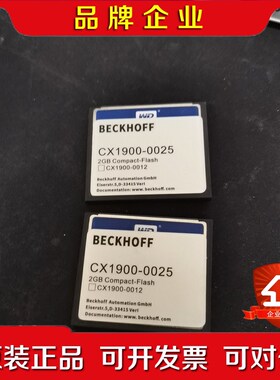 品牌企业
WD
BECKHOFF
CX1900-0025
2GB Compact-Flash
CX1900-0012
Beckhoff Automation GmbH
Eiserstr.5,D-33415 Verl
Documentation: www.beckhoff.com
BECKHOFF
CX1900-0025
2GB Compact-Flash
CX1900-0012
Beckhoff Automation GmbH
Eiserstr.5,D-33415 Verl
Documentation: www.beckhoff.com
原装正品 可开发票 可对